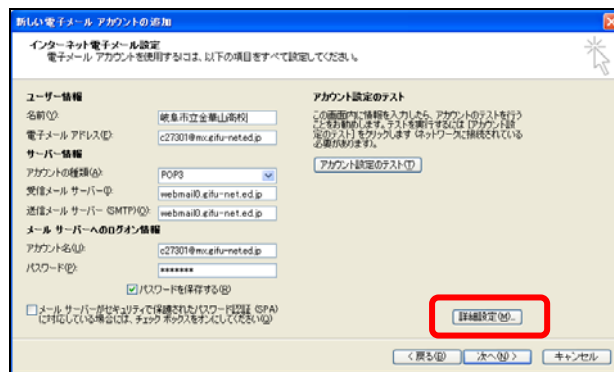 新しい電子メール アカウントの追加
インターネット電子メール設定
電子メール アカウントを使用するには、以下の項目をすべて設定してください。
ユーザー情報
名前(Y):
岐阜市立金華山高校
電子メール アドレス(E):
c27301@mx.gifu-net.ed.jp
サーバー情報
アカウントの種類(A):
POP3
受信メール サーバー(I):
webmail0.gifu-net.ed.jp
送信メール サーバー (SMTP)(O):
webmail0.gifu-net.ed.jp
メール サーバーへのログオン情報
アカウント名(U):
c27301@mx.gifu-net.ed.jp
パスワード(P):
*******
パスワードを保存する(R)
メール サーバーがセキュリティで保護されたパスワード認証 (SPA)
に対応している場合には、チェック ボックスをオンにしてください(Q)
アカウント設定のテスト
この画面内に情報を入力したら、アカウントのテストを行う
ことをお勧めします。テストを実行するには [アカウント設
定のテスト] をクリックします (ネットワークに接続されている
必要があります)。
アカウント設定のテスト(T)
詳細設定(M)...
< 戻る(B)
次へ(N) >
キャンセル